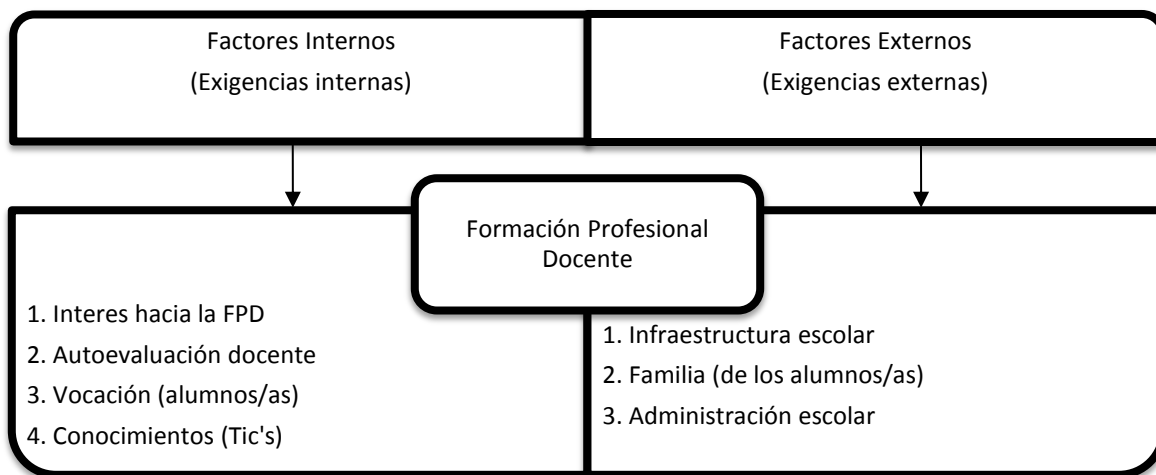 Factores Internos
(Exigencias internas)
Factores Externos
(Exigencias externas)
Formación Profesional
Docente
1. Interes hacia la FPD
2. Autoevaluación docente
3. Vocación (alumnos/as)
4. Conocimientos (Tic's)
1. Infraestructura escolar
2. Familia (de los alumnos/as)
3. Administración escolar